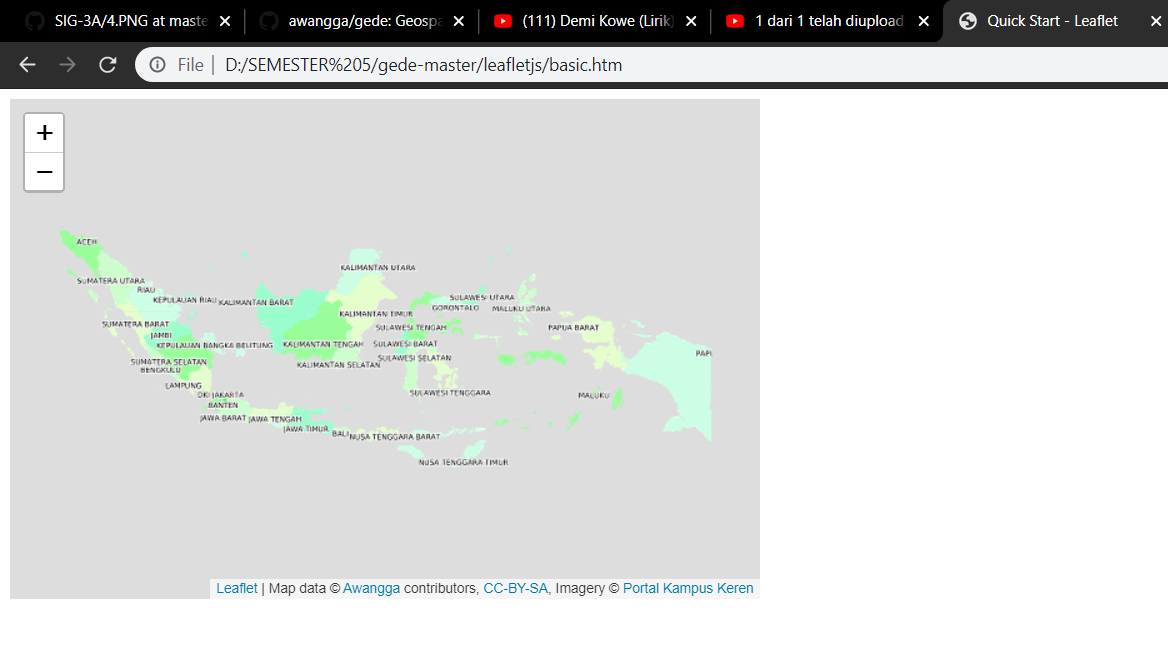 SIG-3A/4.PNG at maste
awangga/gede: Geospa
(111) Demi Kowe (Lirik)
1 dari 1 telah diupload
Quick Start - Leaflet
File | D:/SEMESTER%205/gede-master/leafletjs/basic.htm
+
−
ACEH
SUMATERA UTARA
RIAU
KEPULAUAN RIAU
KALIMANTAN BARAT
KALIMANTAN UTARA
SULAWESI UTARA
GORONTALO
MALUKU UTARA
KALIMANTAN TIMUR
SUMATERA BARAT
SULAWESI TENGAH
PAPUA BARAT
JAMBI
KEPULAUAN BANGKA BELITUNG
KALIMANTAN TENGAH
SULAWESI BARAT
PAPU
SUMATERA SELATAN
KALIMANTAN SELATAN
SULAWESI SELATAN
BENGKULU
LAMPUNG
DKI JAKARTA
SULAWESI TENGGARA
MALUKU
BANTEN
JAWA BARAT
JAWA TENGAH
JAWA TIMUR
BALI
NUSA TENGGARA BARAT
NUSA TENGGARA TIMUR
Leaflet | Map data © Awangga contributors, CC-BY-SA, Imagery © Portal Kampus Keren